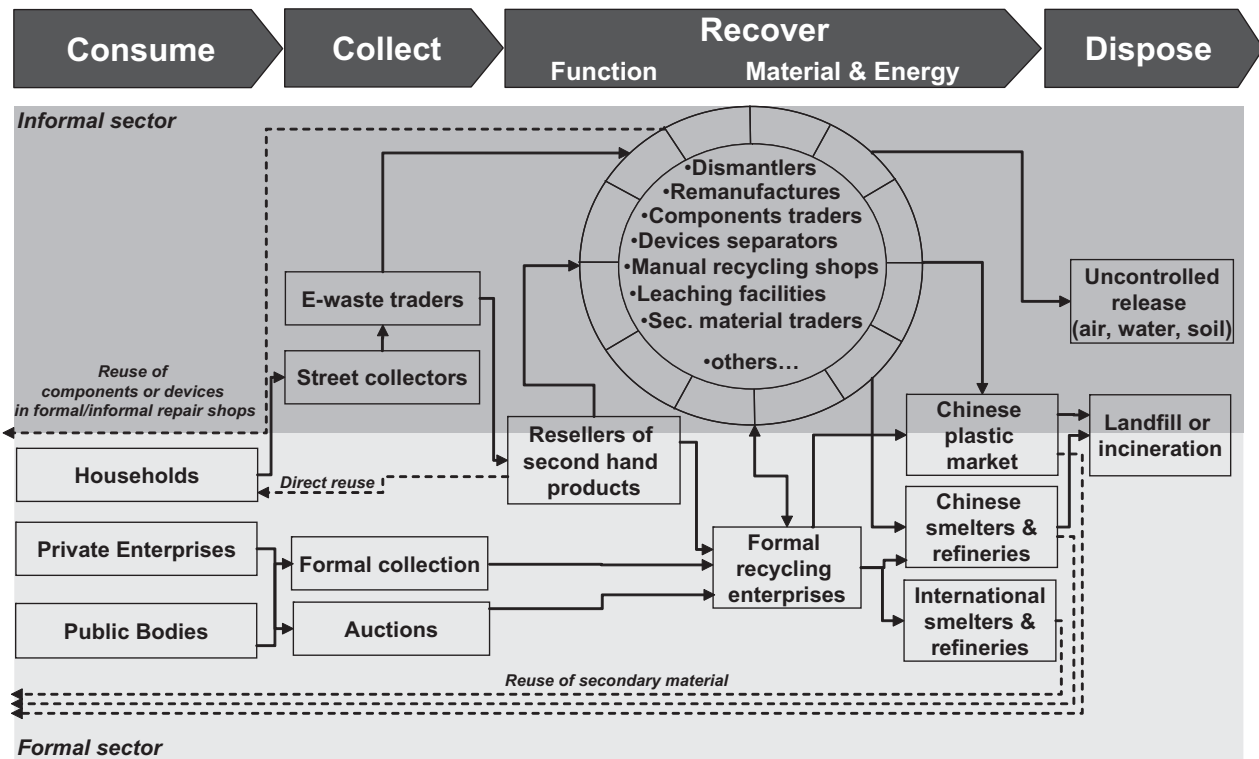 Consume
Collect
Recover
Function
Material & Energy
Dispose
Informal sector
•Dismantlers
•Remanufactures
•Components traders
•Devices separators
•Manual recycling shops
•Leaching facilities
•Sec. material traders
•others…
E-waste traders
Street collectors
Uncontrolled
release
(air, water, soil)
Reuse of
components or devices
in formal/informal repair shops
Households
Direct reuse
Resellers of
second hand
products
Chinese
plastic
market
Landfill or
incineration
Private Enterprises
Formal collection
Formal
recycling
enterprises
Chinese
smelters &
refineries
Public Bodies
Auctions
International
smelters &
refineries
Reuse of secondary material
Formal sector